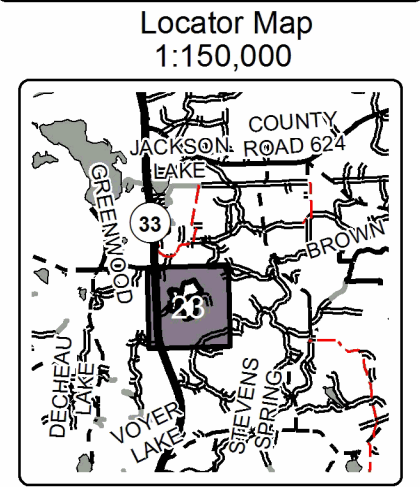 Locator Map
1:150,000
COUNTY
ROAD 624
JACKSON
LAKE
GREENWOOD
33
BROWN
23
DECHEAU
LAKE
VOYER
LAKE
STEVENS
SPRING